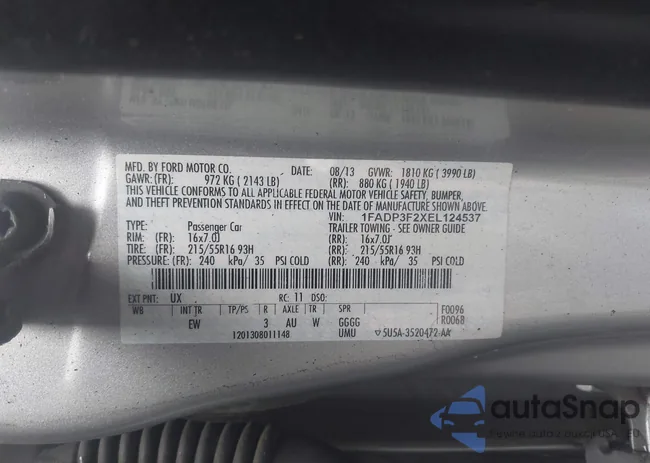 MFD. BY FORD MOTOR CO. DATE: 08/13 GVWR: 1810 KG ( 3990 LB)
GAWR: (FR): 972 KG ( 2143 LB) (RR): 880 KG ( 1940 LB)
THIS VEHICLE CONFORMS TO ALL APPLICABLE FEDERAL MOTOR VEHICLE SAFETY, BUMPER,
AND THEFT PREVENTION STANDARDS IN EFFECT ON THE DATE OF MANUFACTURE SHOWN ABOVE.
VIN: 1FADP3F2XEL124537
TYPE: Passenger Car TRAILER TOWING - SEE OWNER GUIDE
RIM: (FR): 16x7.0J (RR): 16x7.0J
TIRE: (FR): 215/55R16 93H (RR): 215/55R16 93H
PRESSURE: (FR): 240 kPa/ 35 PSI COLD (RR): 240 kPa/ 35 PSI COLD
EXT PNT: UX RC: 11 DSO:
WB INT TR TP/PS R AXLE TR SPR F0096
R006B
EW 3 AU W GGGG
1201308011148 UMU 5U5A-3520472-AA
autaSnap